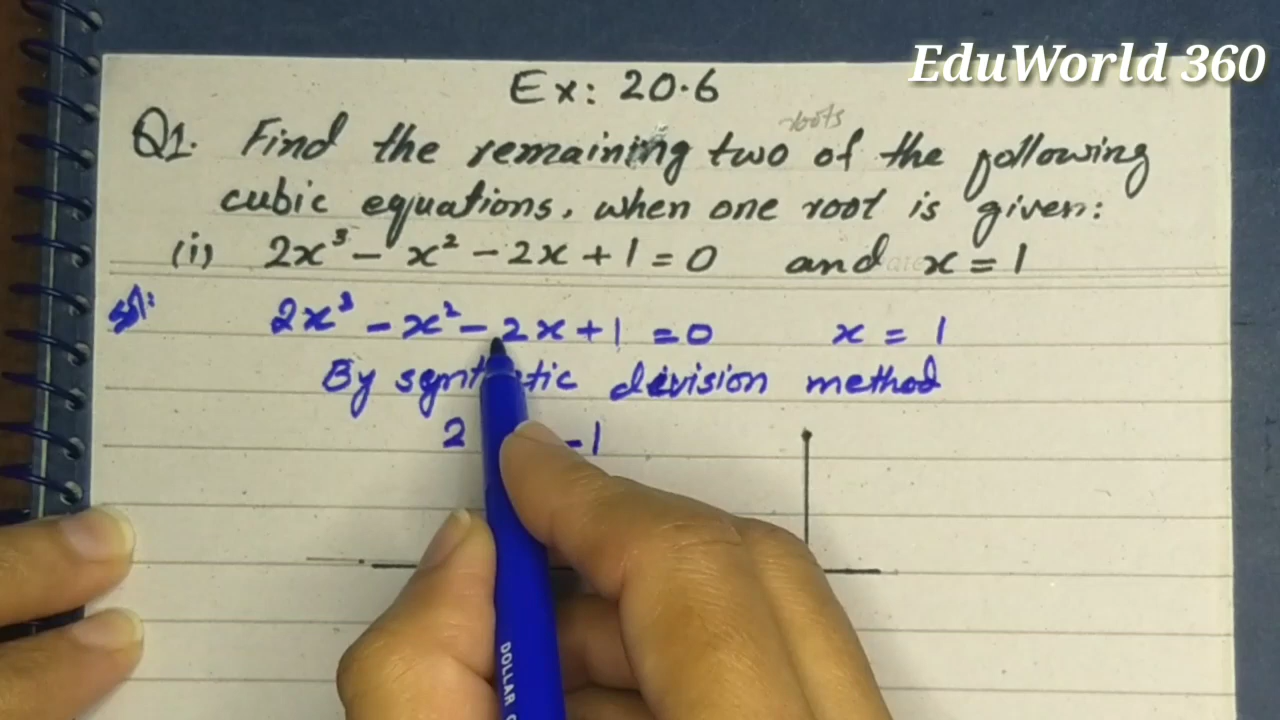 EduWorld 360
Ex: 20.6
roots
Q1. Find the remaining two of the following
cubic equations, when one root is given:
(i) 2x³ - x² - 2x + 1 = 0 and x = 1
Sol:
2x³ - x² - 2x + 1 = 0 x = 1
By synthetic division method
2 -1
DOLLAR